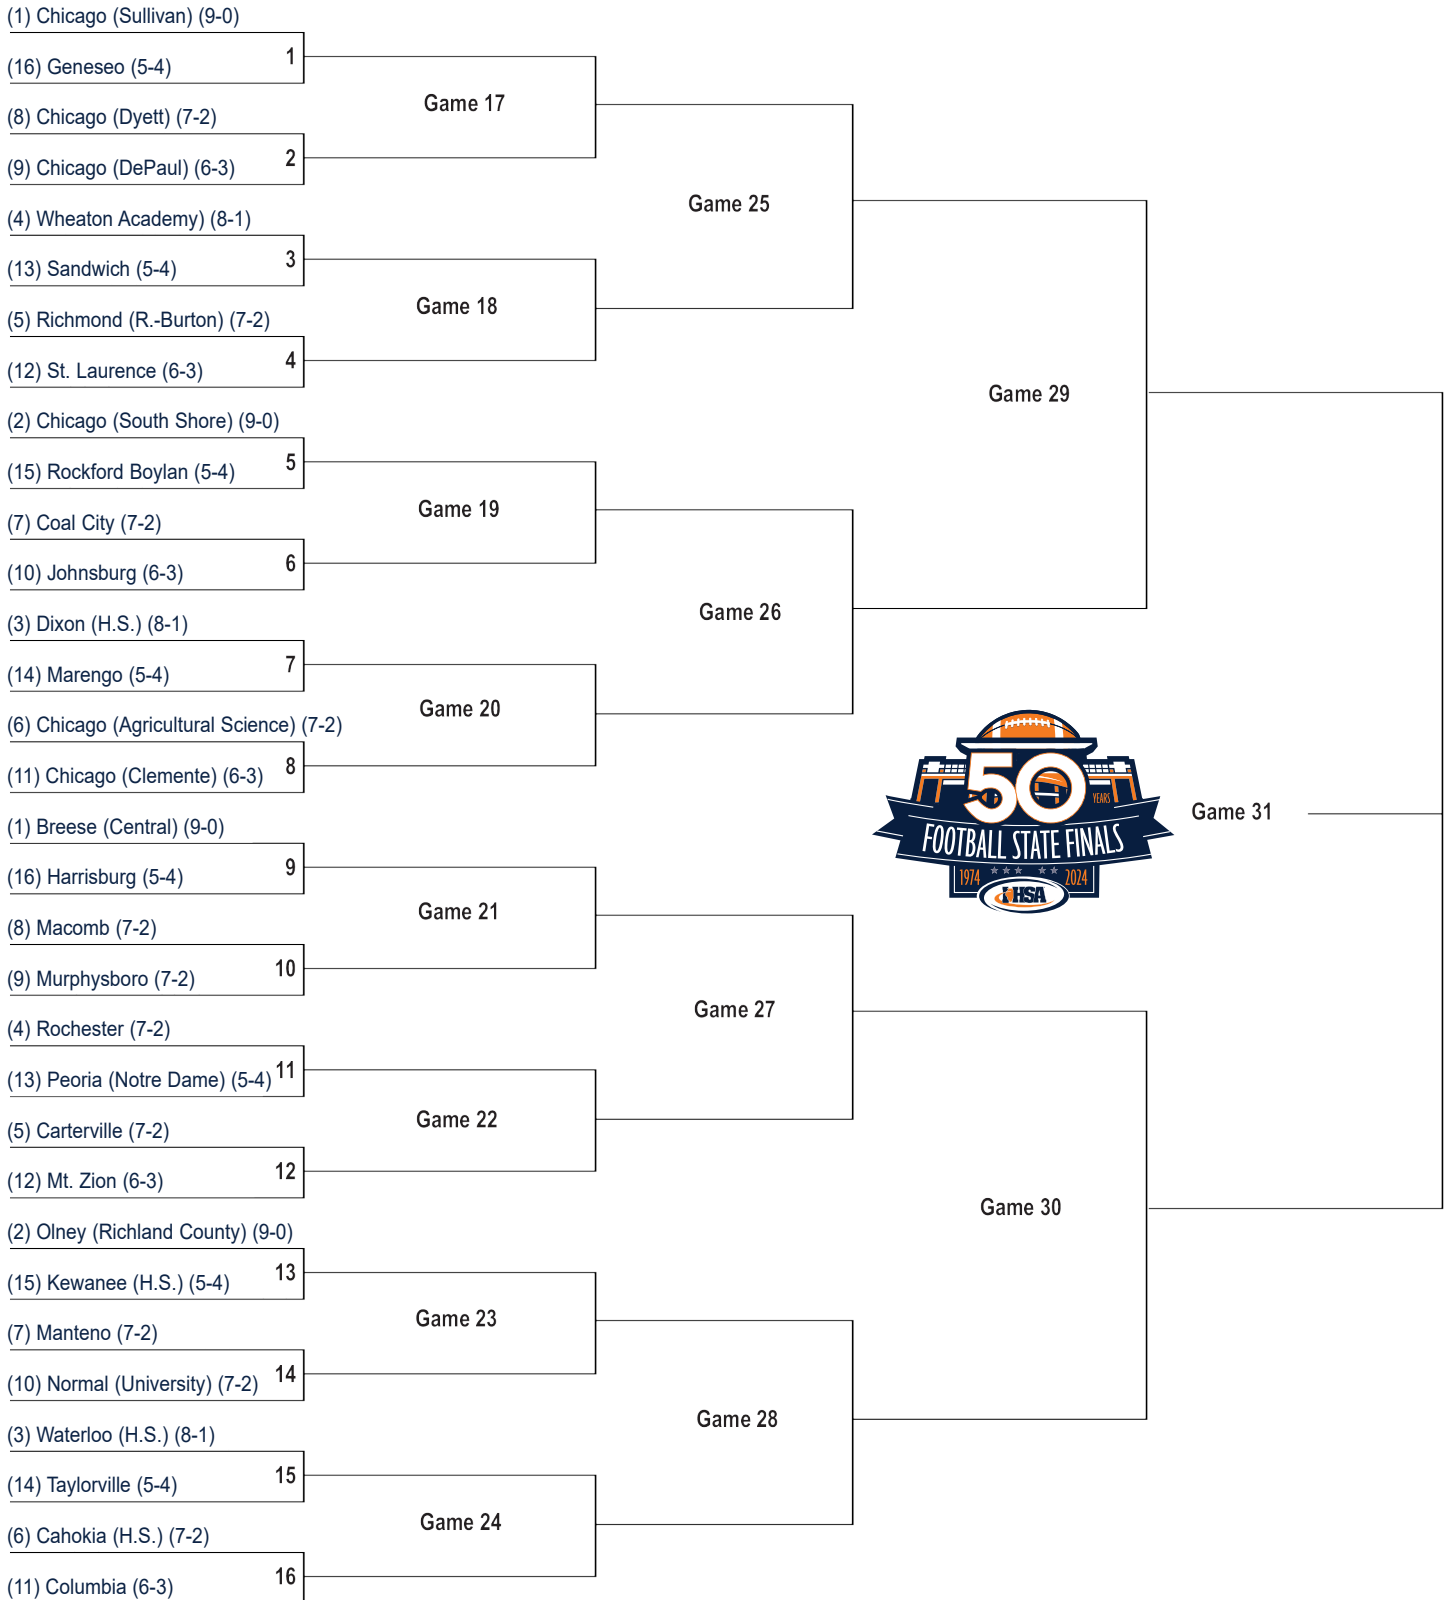 (1) Chicago (Sullivan) (9-0)
1
(16) Geneseo (5-4)
Game 17
(8) Chicago (Dyett) (7-2)
2
(9) Chicago (DePaul) (6-3)
Game 25
(4) Wheaton Academy) (8-1)
3
(13) Sandwich (5-4)
Game 18
(5) Richmond (R.-Burton) (7-2)
4
(12) St. Laurence (6-3)
Game 29
(2) Chicago (South Shore) (9-0)
5
(15) Rockford Boylan (5-4)
Game 19
(7) Coal City (7-2)
6
(10) Johnsburg (6-3)
Game 26
(3) Dixon (H.S.) (8-1)
7
(14) Marengo (5-4)
Game 20
(6) Chicago (Agricultural Science) (7-2)
8
(11) Chicago (Clemente) (6-3)
50
YEARS
FOOTBALL STATE FINALS
1974
2024
IHSA
Game 31
(1) Breese (Central) (9-0)
9
(16) Harrisburg (5-4)
Game 21
(8) Macomb (7-2)
10
(9) Murphysboro (7-2)
Game 27
(4) Rochester (7-2)
11
(13) Peoria (Notre Dame) (5-4)
Game 22
(5) Carterville (7-2)
12
(12) Mt. Zion (6-3)
Game 30
(2) Olney (Richland County) (9-0)
13
(15) Kewanee (H.S.) (5-4)
Game 23
(7) Manteno (7-2)
14
(10) Normal (University) (7-2)
Game 28
(3) Waterloo (H.S.) (8-1)
15
(14) Taylorville (5-4)
Game 24
(6) Cahokia (H.S.) (7-2)
16
(11) Columbia (6-3)